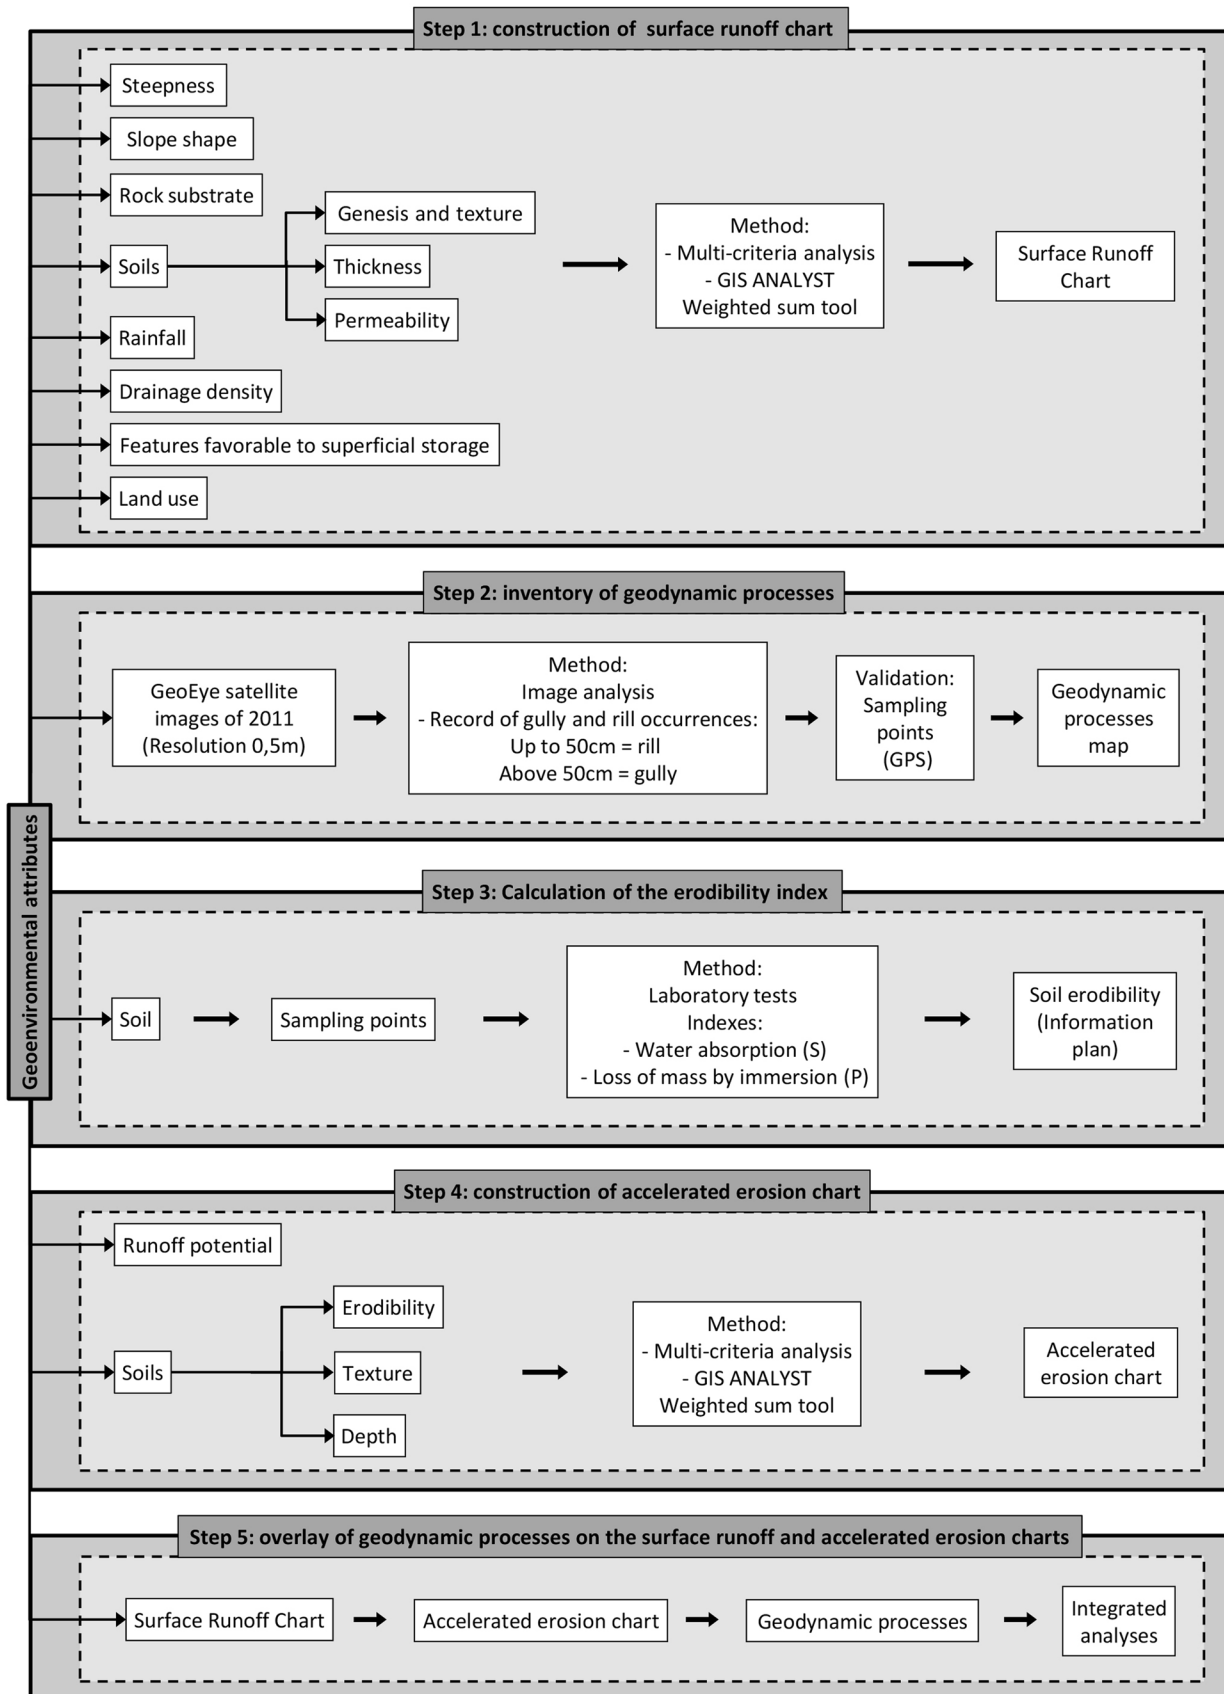 Step 1: construction of surface runoff chart
Steepness
Slope shape
Rock substrate
Soils
Genesis and texture
Thickness
Permeability
Rainfall
Drainage density
Features favorable to superficial storage
Land use
Method:
- Multi-criteria analysis
- GIS ANALYST
Weighted sum tool
Surface Runoff
Chart
Geoenvironmental attributes
Step 2: inventory of geodynamic processes
GeoEye satellite
images of 2011
(Resolution 0,5m)
Method:
Image analysis
- Record of gully and rill occurrences:
Up to 50cm = rill
Above 50cm = gully
Validation:
Sampling
points
(GPS)
Geodynamic
processes
map
Step 3: Calculation of the erodibility index
Soil
Sampling points
Method:
Laboratory tests
Indexes:
- Water absorption (S)
- Loss of mass by immersion (P)
Soil erodibility
(Information
plan)
Step 4: construction of accelerated erosion chart
Runoff potential
Soils
Erodibility
Texture
Depth
Method:
- Multi-criteria analysis
- GIS ANALYST
Weighted sum tool
Accelerated
erosion chart
Step 5: overlay of geodynamic processes on the surface runoff and accelerated erosion charts
Surface Runoff Chart
Accelerated erosion chart
Geodynamic processes
Integrated
analyses